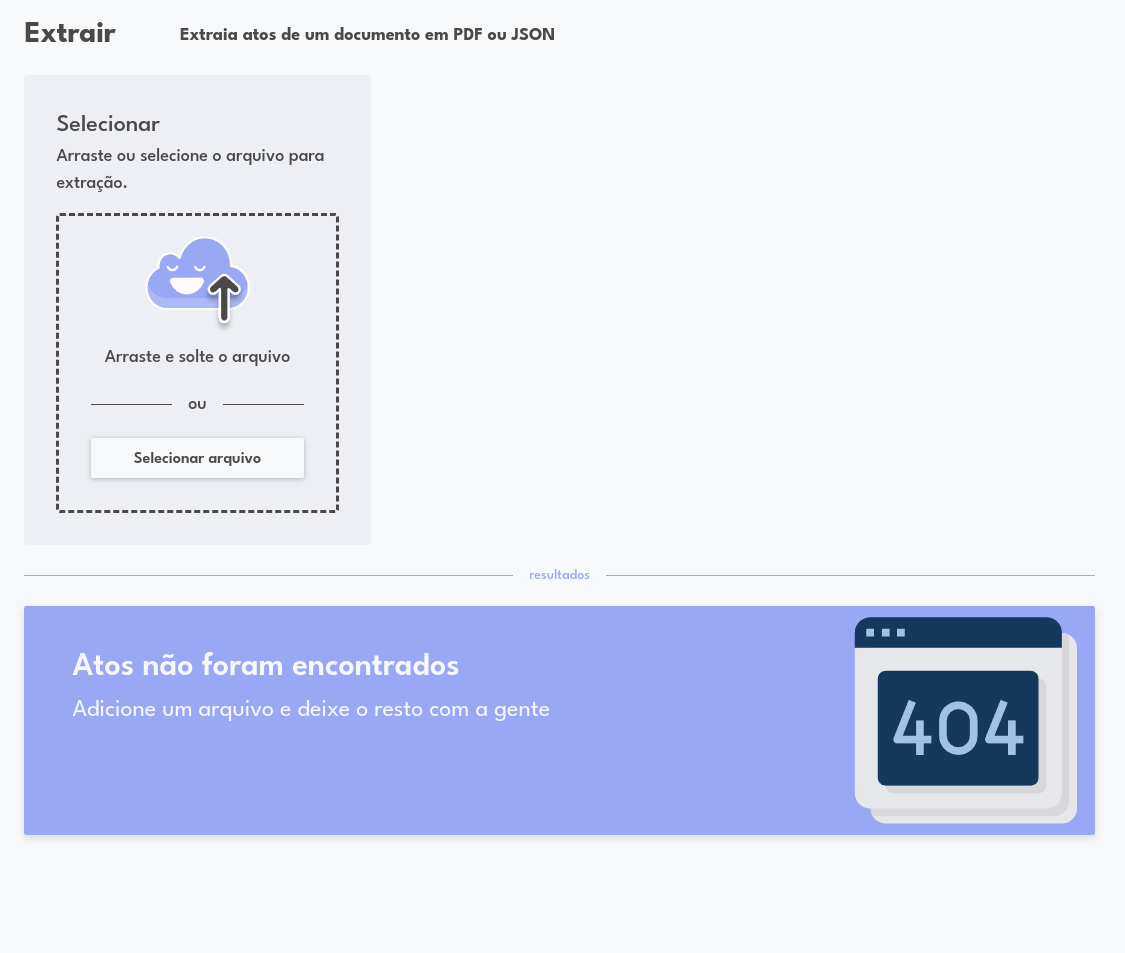 Extrair
Extraia atos de um documento em PDF ou JSON
Selecionar
Arraste ou selecione o arquivo para
extração.
Arraste e solte o arquivo
ou
Selecionar arquivo
resultados
Atos não foram encontrados
Adicione um arquivo e deixe o resto com a gente
404